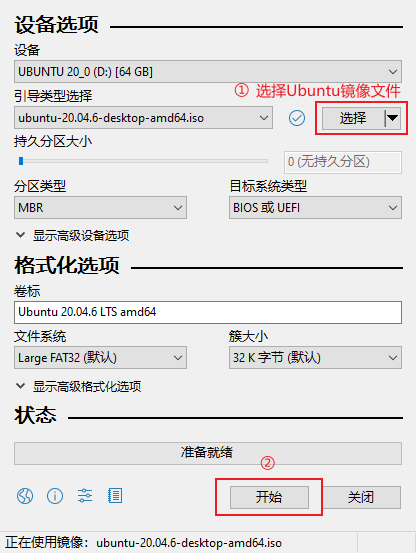 设备选项
设备
UBUNTU 20_0 (D:) [64 GB]
① 选择Ubuntu镜像文件
引导类型选择
ubuntu-20.04.6-desktop-amd64.iso 选择
持久分区大小
0 (无持久分区)
分区类型 目标系统类型
MBR BIOS 或 UEFI
显示高级设备选项
格式化选项
卷标
Ubuntu 20.04.6 LTS amd64
文件系统 簇大小
Large FAT32 (默认) 32 K 字节 (默认)
显示高级格式化选项
状态
准备就绪
②
开始 关闭
正在使用镜像: ubuntu-20.04.6-desktop-amd64.iso